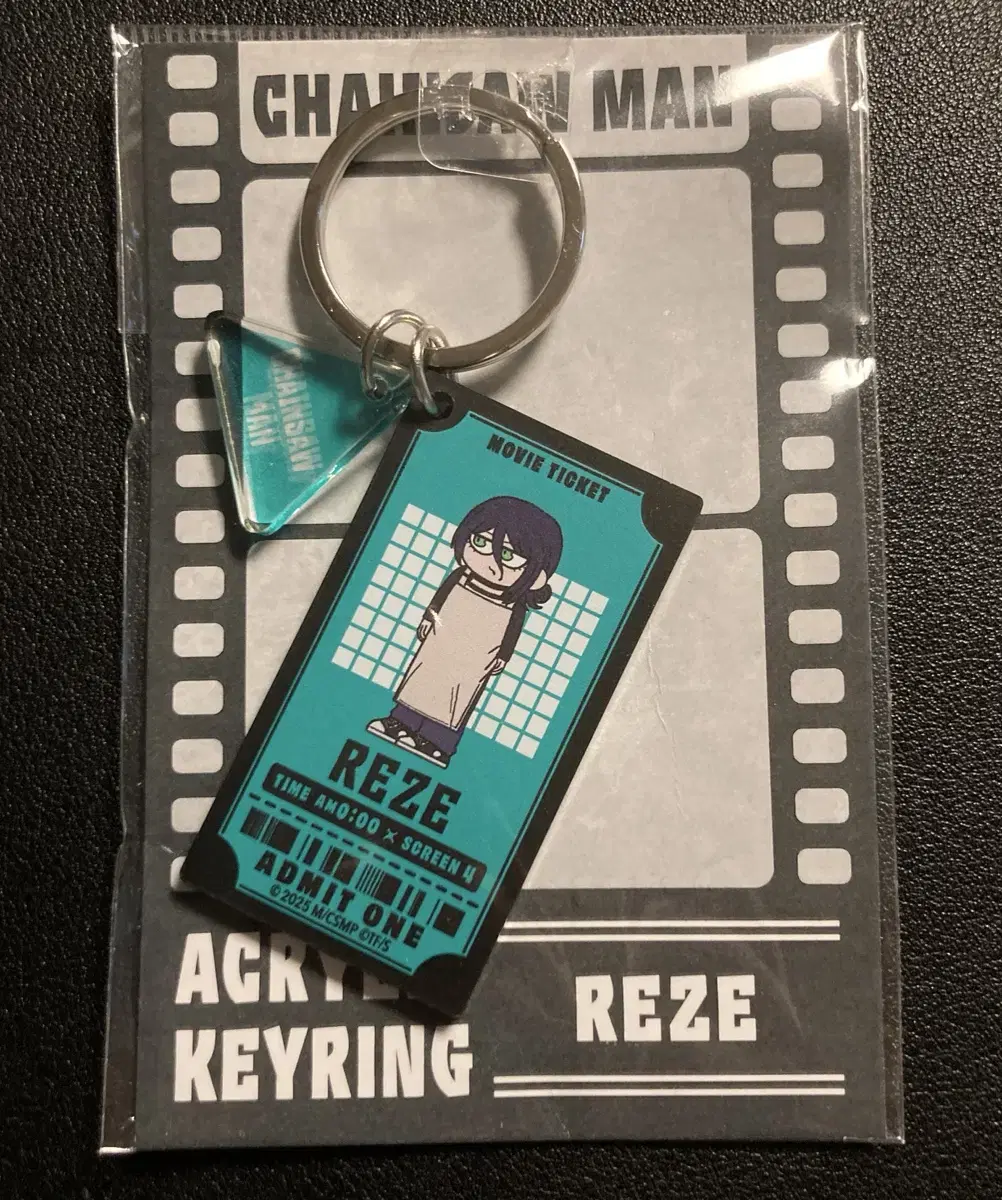 CHAINSAW MAN
CHAINSAW
MAN
MOVIE TICKET
REZE
TIME AM0:00 × SCREEN 4
ADMIT ONE
©2025 M/CSMP ©TF/S
ACRYLIC
KEYRING
REZE